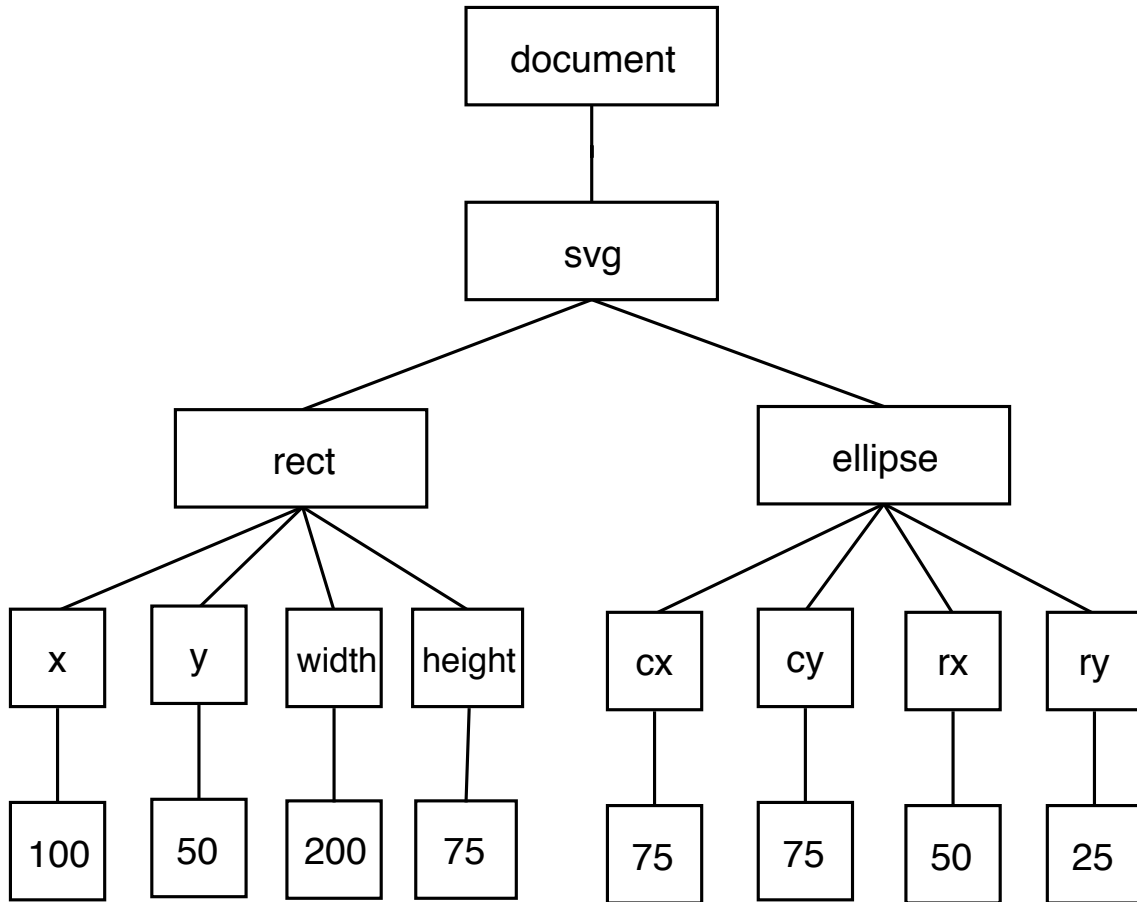 document
svg
rect
ellipse
x
y
width
height
cx
cy
rx
ry
100
50
200
75
75
75
50
25